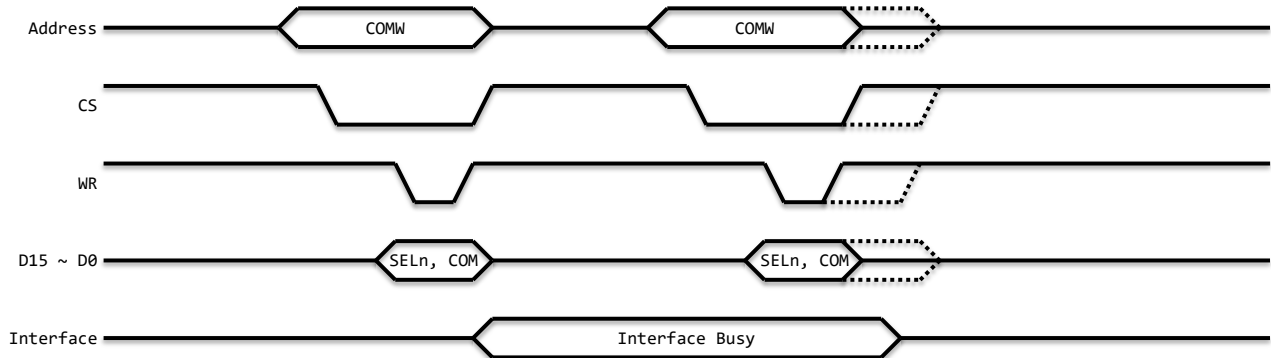 Address COMW COMW
CS
WR
D15 ~ D0 SELn, COM SELn, COM
Interface Interface Busy